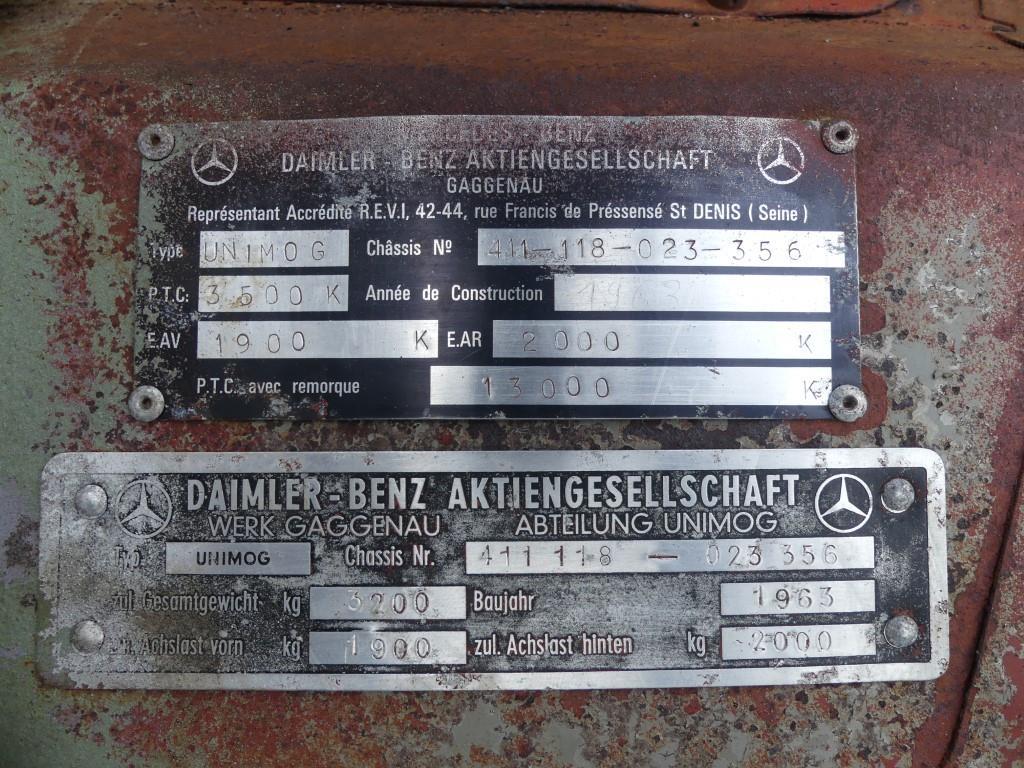 DAIMLER - BENZ AKTIENGESELLSCHAFT
GAGGENAU
Représentant Accrédité R.E.V.I, 42-44, rue Francis de Préssensé St DENIS (Seine)
Type UNIMOG Châssis Nº 411-118-023-356
P.T.C: 3500 K Année de Construction 1963
E.AV 1900 K E.AR 2000 K
P.T.C. avec remorque 13000 K
DAIMLER-BENZ AKTIENGESELLSCHAFT
WERK GAGGENAU ABTEILUNG UNIMOG
Typ UNIMOG Chassis Nr. 411 118 - 023 356
zul. Gesamtgewicht kg 3200 Baujahr 1963
zul. Achslast vorn kg 1900 zul. Achslast hinten kg 2000